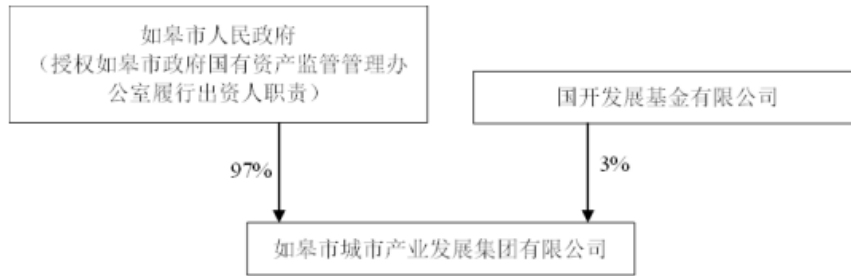 如皋市人民政府
（授权如皋市政府国有资产监管管理办
公室履行出资人职责）
国开发展基金有限公司
97%
3%
如皋市城市产业发展集团有限公司